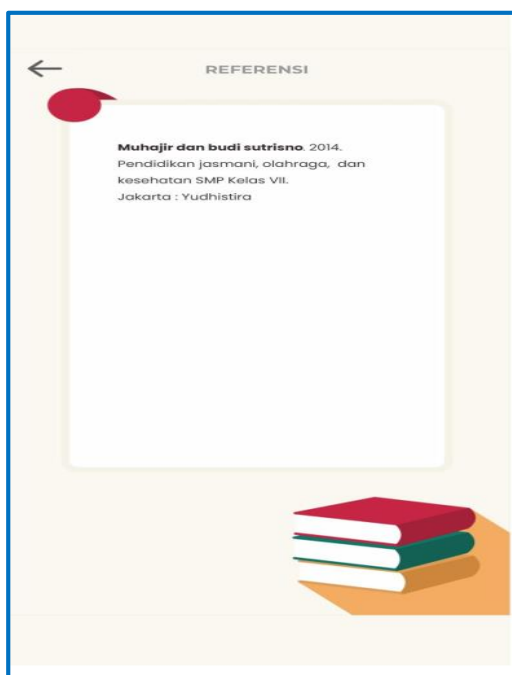 REFERENSI
Muhajir dan budi sutrisno. 2014.
Pendidikan jasmani, olahraga, dan
kesehatan SMP Kelas VII.
Jakarta : Yudhistira